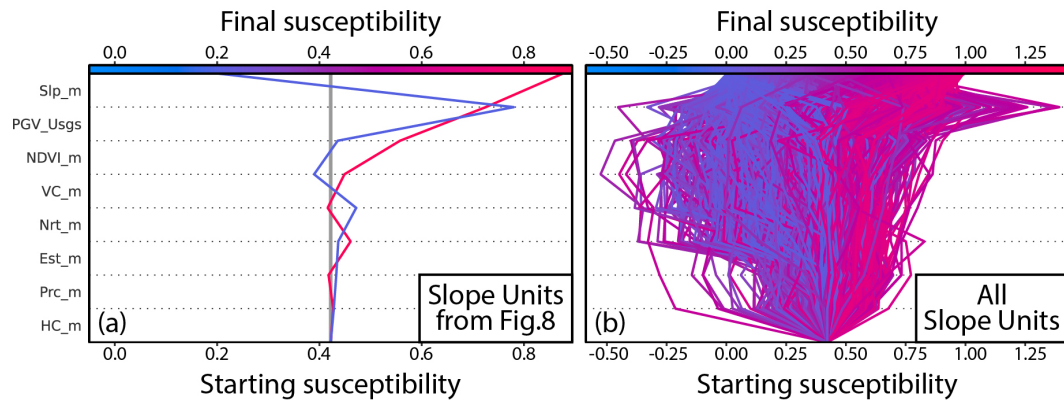 Final susceptibility
0.0 0.2 0.4 0.6 0.8
Slp_m
PGV_Usgs
NDVI_m
VC_m
Nrt_m
Est_m
Prc_m
HC_m
(a)
Slope Units
from Fig.8
0.0 0.2 0.4 0.6 0.8
Starting susceptibility
Final susceptibility
-0.50 -0.25 0.00 0.25 0.50 0.75 1.00 1.25
(b)
All
Slope Units
-0.50 -0.25 0.00 0.25 0.50 0.75 1.00 1.25
Starting susceptibility